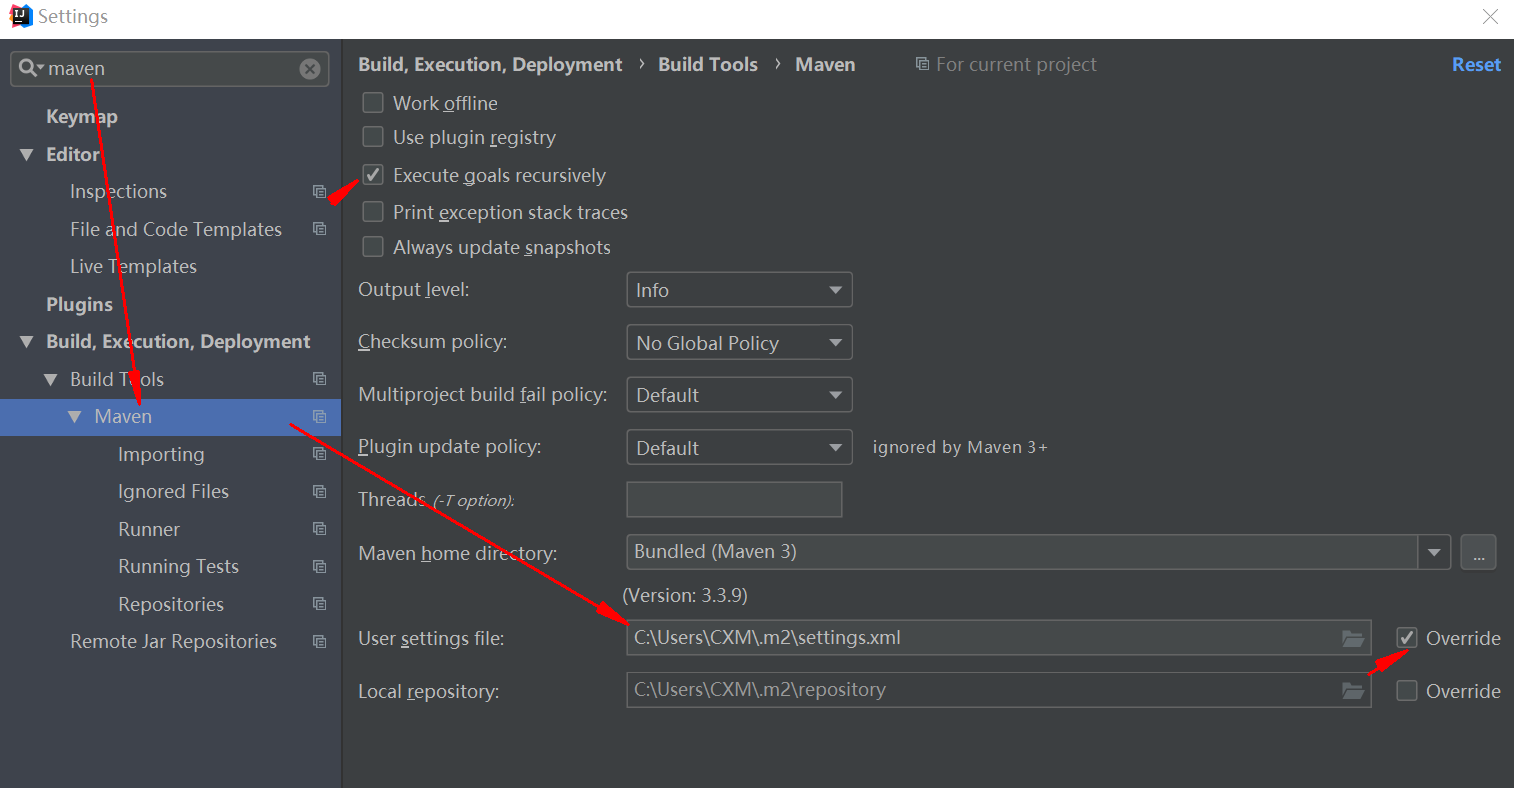 Settings
maven
Keymap
Editor
Inspections
File and Code Templates
Live Templates
Plugins
Build, Execution, Deployment
Build Tools
Maven
Importing
Ignored Files
Runner
Running Tests
Repositories
Remote Jar Repositories
Build, Execution, Deployment › Build Tools › Maven For current project Reset
Work offline
Use plugin registry
Execute goals recursively
Print exception stack traces
Always update snapshots
Output level: Info
Checksum policy: No Global Policy
Multiproject build fail policy: Default
Plugin update policy: Default ignored by Maven 3+
Threads (-T option):
Maven home directory: Bundled (Maven 3) ...
(Version: 3.3.9)
User settings file: C:\Users\CXM\.m2\settings.xml Override
Local repository: C:\Users\CXM\.m2\repository Override